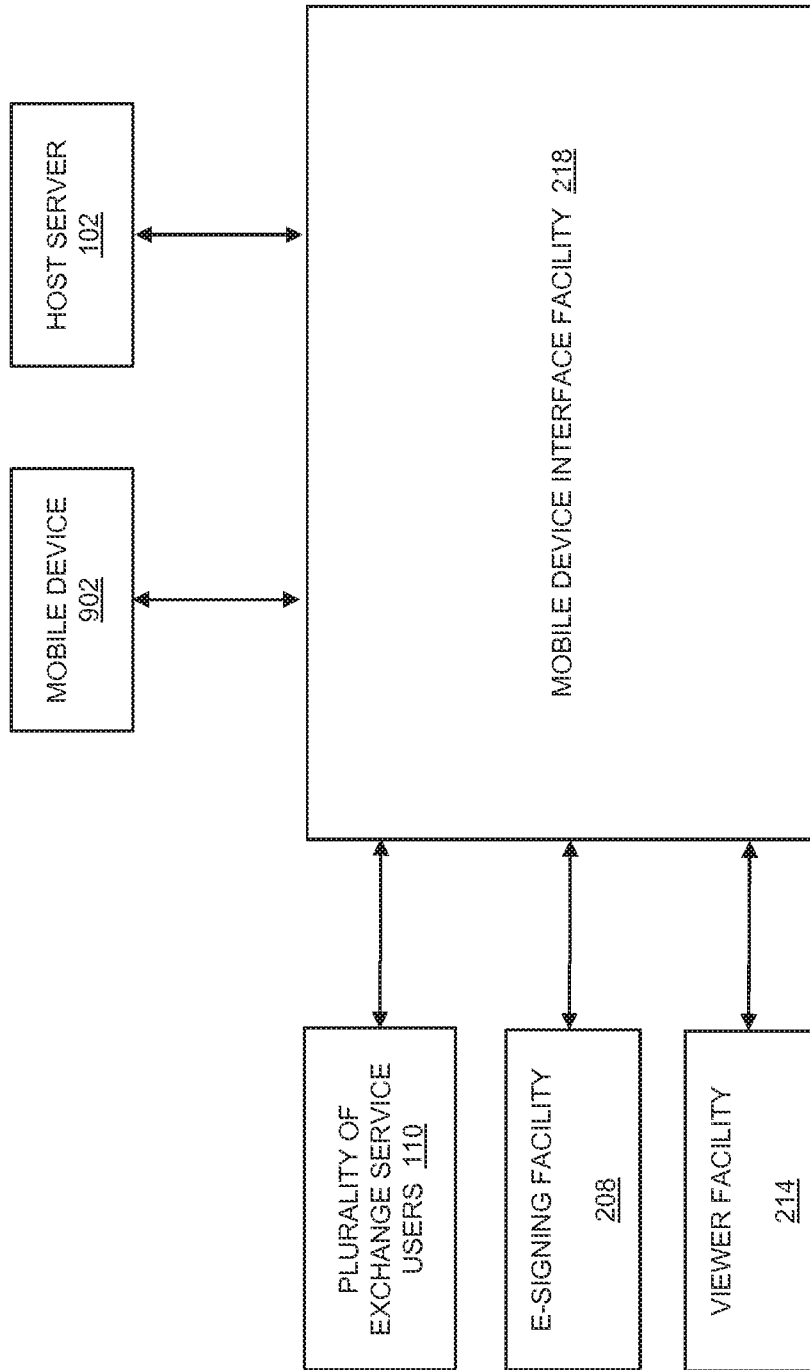 HOST SERVER
102
MOBILE DEVICE
902
MOBILE DEVICE INTERFACE FACILITY 218
PLURALITY OF
EXCHANGE SERVICE
USERS 110
E-SIGNING FACILITY
208
VIEWER FACILITY
214